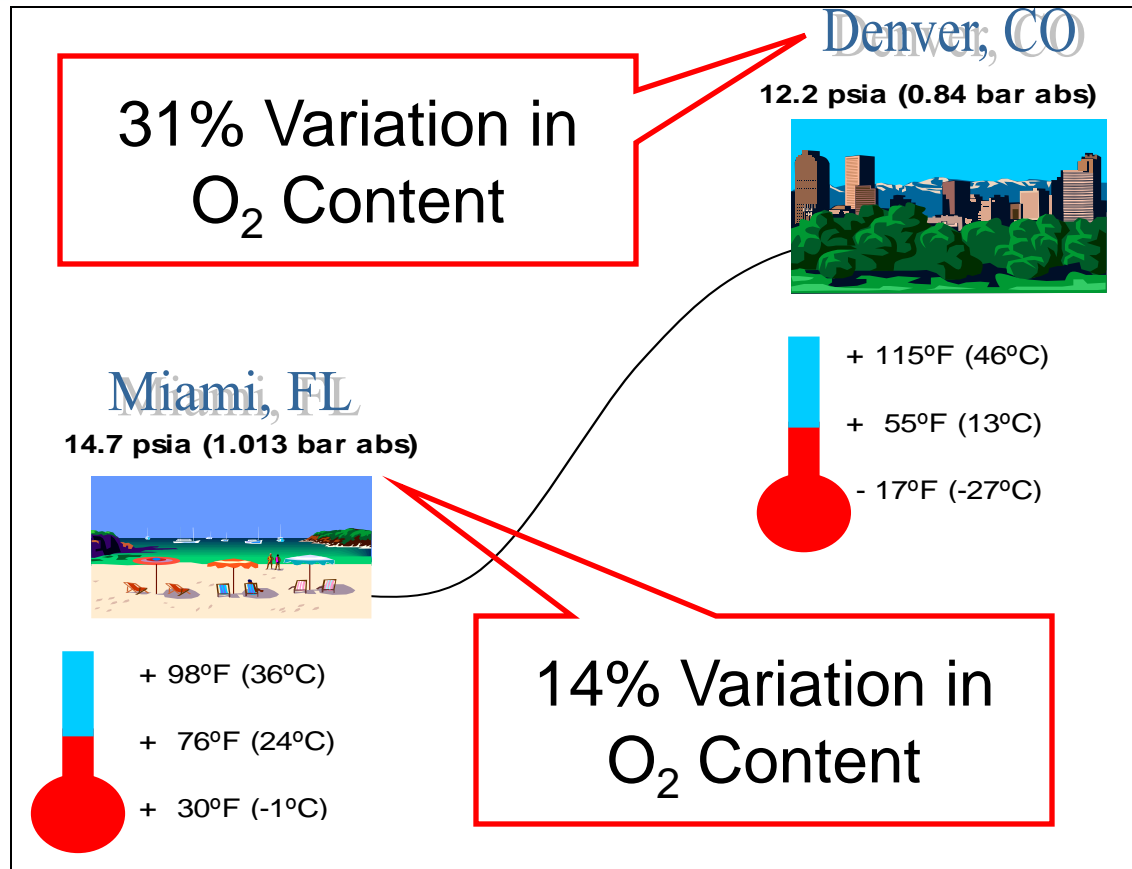 Denver, CO
12.2 psia (0.84 bar abs)
31% Variation in
O₂ Content
+ 115ºF (46ºC)
+ 55ºF (13ºC)
- 17ºF (-27ºC)
Miami, FL
14.7 psia (1.013 bar abs)
+ 98ºF (36ºC)
+ 76ºF (24ºC)
+ 30ºF (-1ºC)
14% Variation in
O₂ Content